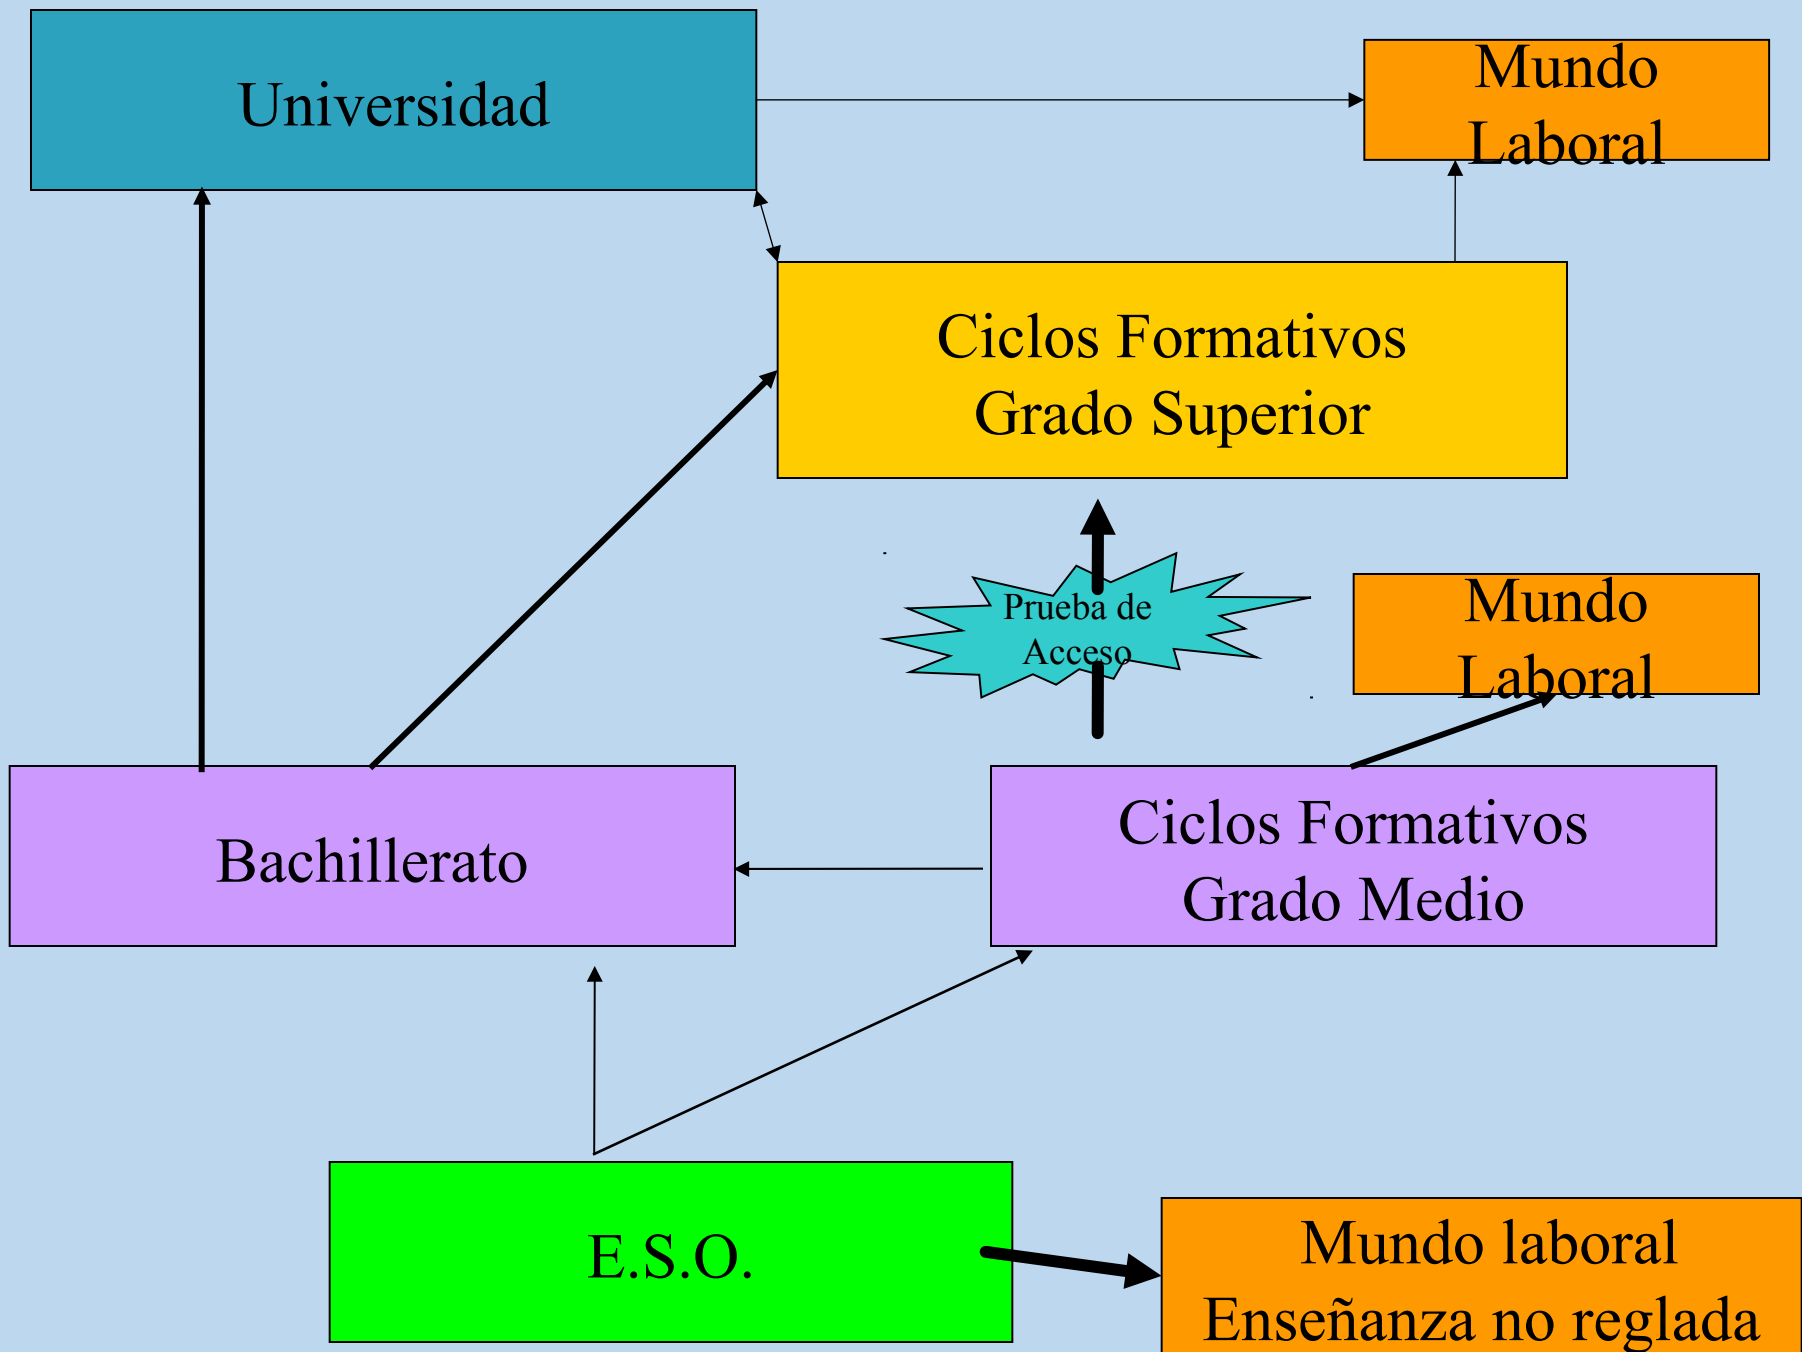 Universidad
Mundo
Laboral
Ciclos Formativos
Grado Superior
Prueba de
Acceso
Mundo
Laboral
Bachillerato
Ciclos Formativos
Grado Medio
E.S.O.
Mundo laboral
Enseñanza no reglada